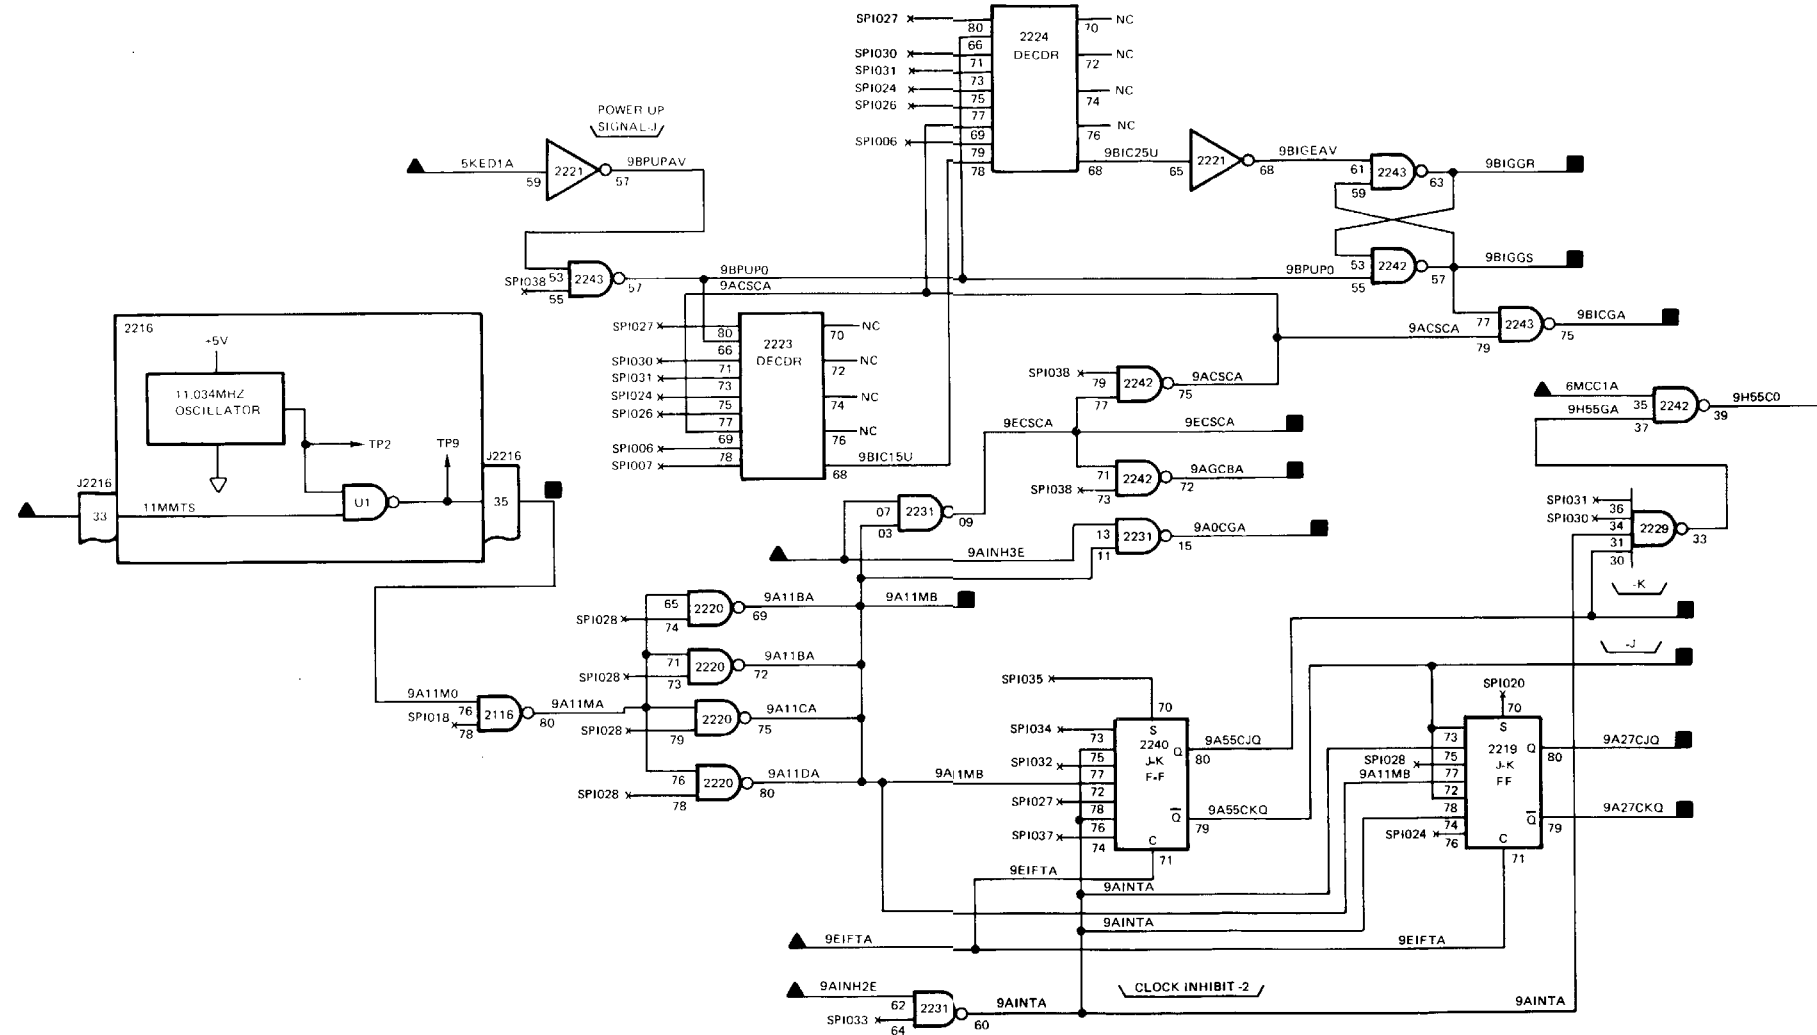 SPI027
80
2224
DECDR
70
NC
66
SPI030
71
72
NC
SPI031
73
SPI024
75
74
NC
SPI026
77
76
NC
69
SPI006
79
78
68
9BIC25U
65
2221
68
9BIGEAV
61
59
2243
63
9BIGGR
POWER UP
SIGNAL-J
5KED1A
59
2221
57
9BPUPAV
SPI038
53
55
2243
57
9BPUP0
9ACSCA
9BPUP0
53
55
2242
57
9BIGGS
9ACSCA
77
79
2243
75
9BICGA
2216
+5V
11.034MHZ
OSCILLATOR
TP2
TP9
J2216
33
11MMTS
U1
J2216
35
SPI027
80
2223
DECDR
70
NC
66
SPI030
71
72
NC
SPI031
73
SPI024
75
74
NC
SPI026
77
76
NC
69
SPI006
78
SPI007
68
9BIC15U
SPI038
79
77
2242
75
9ACSCA
9ECSCA
9ECSCA
71
SPI038
73
2242
72
9AGCBA
6MCC1A
35
9H55GA
37
2242
39
9H55C0
07
03
2231
09
13
11
2231
15
9A0CGA
9AINH3E
SPI031
36
SPI030
34
31
30
2229
33
-K
65
SPI028
74
2220
69
9A11BA
9A11MB
71
SPI028
73
2220
72
9A11BA
9A11M0
76
SPI018
78
2116
80
9A11MA
SPI028
79
2220
75
9A11CA
76
SPI028
78
2220
80
9A11DA
9A11MB
-J
SPI035
70
SPI034
73
S
2240
J-K
F-F
Q
80
9A55CJQ
75
SPI032
77
72
SPI027
78
76
SPI037
74
Q
79
9A55CKQ
C
71
SPI020
70
73
S
2219
J-K
FF
Q
80
9A27CJQ
SPI028
75
9A11MB
77
72
78
74
SPI024
76
Q
79
9A27CKQ
C
71
9EIFTA
9AINTA
9AINTA
9EIFTA
9EIFTA
9AINH2E
62
SPI033
64
2231
60
9AINTA
CLOCK INHIBIT -2
9AINTA